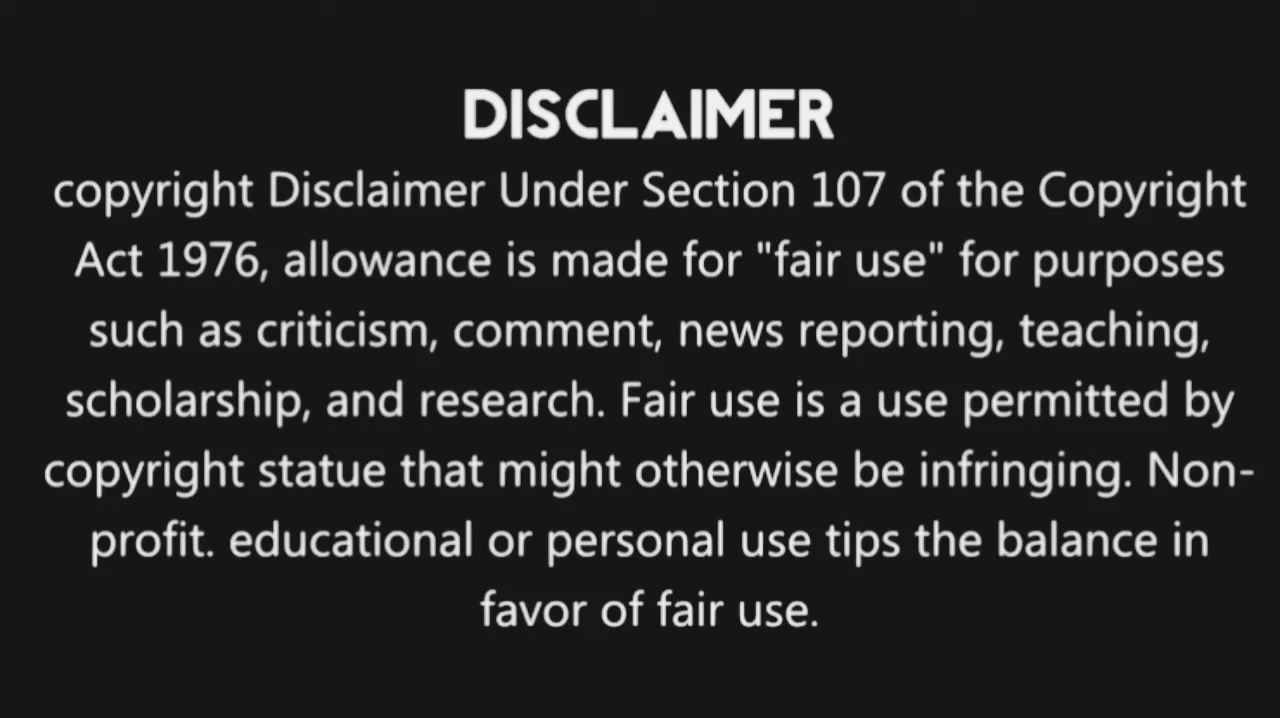 DISCLAIMER
copyright Disclaimer Under Section 107 of the Copyright
Act 1976, allowance is made for "fair use" for purposes
such as criticism, comment, news reporting, teaching,
scholarship, and research. Fair use is a use permitted by
copyright statue that might otherwise be infringing. Non-
profit. educational or personal use tips the balance in
favor of fair use.